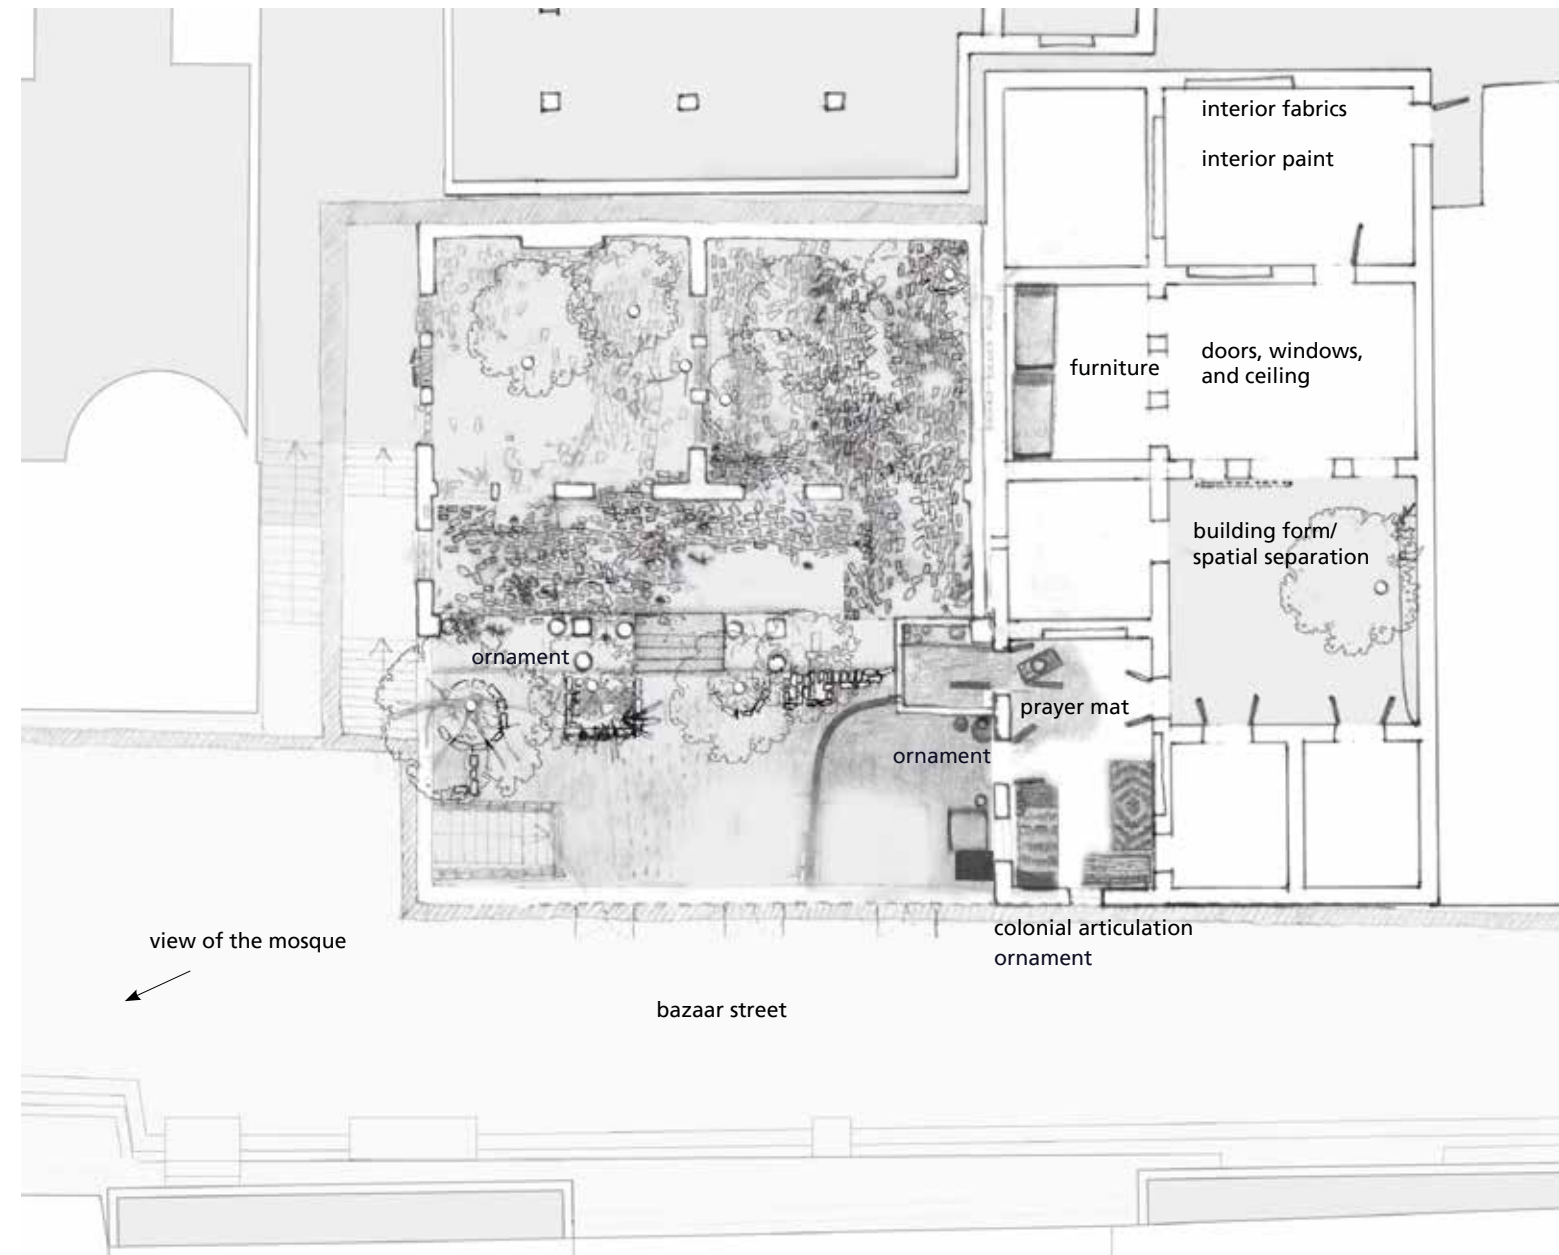 interior fabrics
interior paint
furniture
doors, windows,
and ceiling
building form/
spatial separation
ornament
prayer mat
ornament
colonial articulation
ornament
view of the mosque
bazaar street